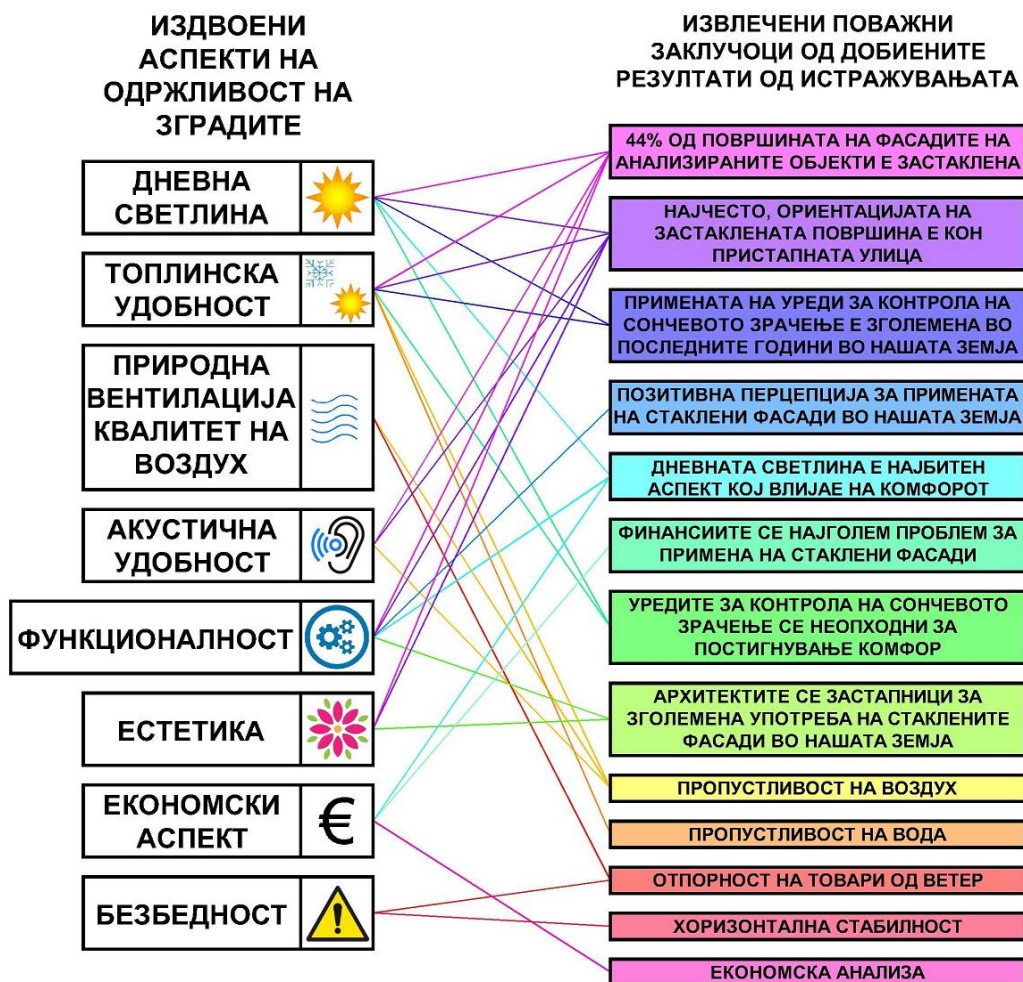 ИЗДВОЕНИ
АСПЕКТИ НА
ОДРЖЛИВОСТ НА
ЗГРАДИТЕ
ДНЕВНА
СВЕТЛИНА
ТОПЛИНСКА
УДОБНОСТ
ПРИРОДНА
ВЕНТИЛАЦИЈА
КВАЛИТЕТ НА
ВОЗДУХ
АКУСТИЧНА
УДОБНОСТ
ФУНКЦИОНАЛНОСТ
ЕСТЕТИКА
ЕКОНОМСКИ
АСПЕКТ
€
БЕЗБЕДНОСТ
ИЗВЛЕЧЕНИ ПОВАЖНИ
ЗАКЛУЧОЦИ ОД ДОБИЕНИТЕ
РЕЗУЛТАТИ ОД ИСТРАЖУВАЊАТА
44% ОД ПОВРШИНАТА НА ФАСАДИТЕ НА
АНАЛИЗИРАНИТЕ ОБЈЕКТИ Е ЗАСТАКЛЕНА
НАЈЧЕСТО, ОРИЕНТАЦИЈАТА НА
ЗАСТАКЛЕНАТА ПОВРШИНА Е КОН
ПРИСТАПНАТА УЛИЦА
ПРИМЕНАТА НА УРЕДИ ЗА КОНТРОЛА НА
СОНЧЕВОТО ЗРАЧЕЊЕ Е ЗГОЛЕМЕНА ВО
ПОСЛЕДНИТЕ ГОДИНИ ВО НАШАТА ЗЕМЈА
ПОЗИТИВНА ПЕРЦЕПЦИЈА ЗА ПРИМЕНАТА
НА СТАКЛЕНИ ФАСАДИ ВО НАШАТА ЗЕМЈА
ДНЕВНАТА СВЕТЛИНА Е НАЈБИТЕН
АСПЕКТ КОЈ ВЛИЈАЕ НА КОМФОРОТ
ФИНАНСИИТЕ СЕ НАЈГОЛЕМ ПРОБЛЕМ ЗА
ПРИМЕНА НА СТАКЛЕНИ ФАСАДИ
УРЕДИТЕ ЗА КОНТРОЛА НА СОНЧЕВОТО
ЗРАЧЕЊЕ СЕ НЕОПХОДНИ ЗА
ПОСТИГНУВАЊЕ КОМФОР
АРХИТЕКТИТЕ СЕ ЗАСТАПНИЦИ ЗА
ЗГОЛЕМЕНА УПОТРЕБА НА СТАКЛЕНИТЕ
ФАСАДИ ВО НАШАТА ЗЕМЈА
ПРОПУСТЛИВОСТ НА ВОЗДУХ
ПРОПУСТЛИВОСТ НА ВОДА
ОТПОРНОСТ НА ТОВАРИ ОД ВЕТЕР
ХОРИЗОНТАЛНА СТАБИЛНОСТ
ЕКОНОМСКА АНАЛИЗА